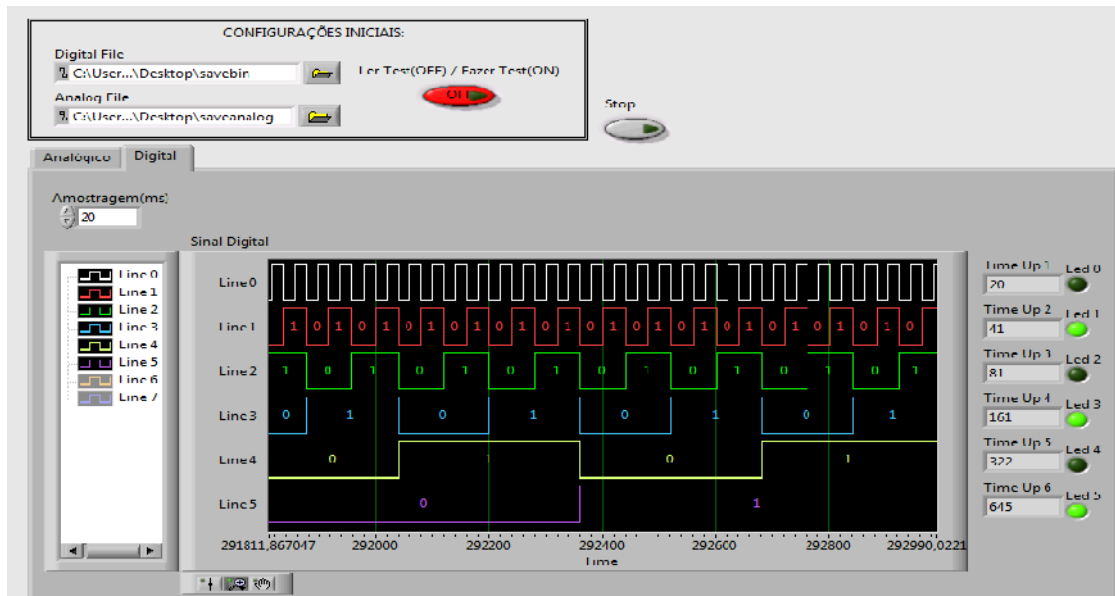 CONFIGURAÇÕES INICIAIS:
Digital File
C:\User...\Desktop\savebin
Ler Test(OFF) / Fazer Test(ON)
OFF
Analog File
C:\User...\Desktop\saveanalog
Stop
Analógico Digital
Amostragem(ms)
20
Sinal Digital
Line 0
Line 1
Line 2
Line 3
Line 4
Line 5
Line 6
Line 7
Line 0
Line 1 1 0 1 0 1 0 1 0 1 0 1 0 1 0 1 0 1 0 1 0 1 0 1 0 1 0 1 0
Line 2 1 0 1 0 1 0 1 0 1 0 1 0 1 0 1
Line 3 0 1 0 1 0 1 0 1
Line 4 0 1 0 1
Line 5 0 1
291811,867047 292000 292200 292400 292600 292800 292990,0221
Time
Time Up 1 Led 0
20
Time Up 2 Led 1
41
Time Up 3 Led 2
81
Time Up 4 Led 3
161
Time Up 5 Led 4
322
Time Up 6 Led 5
645